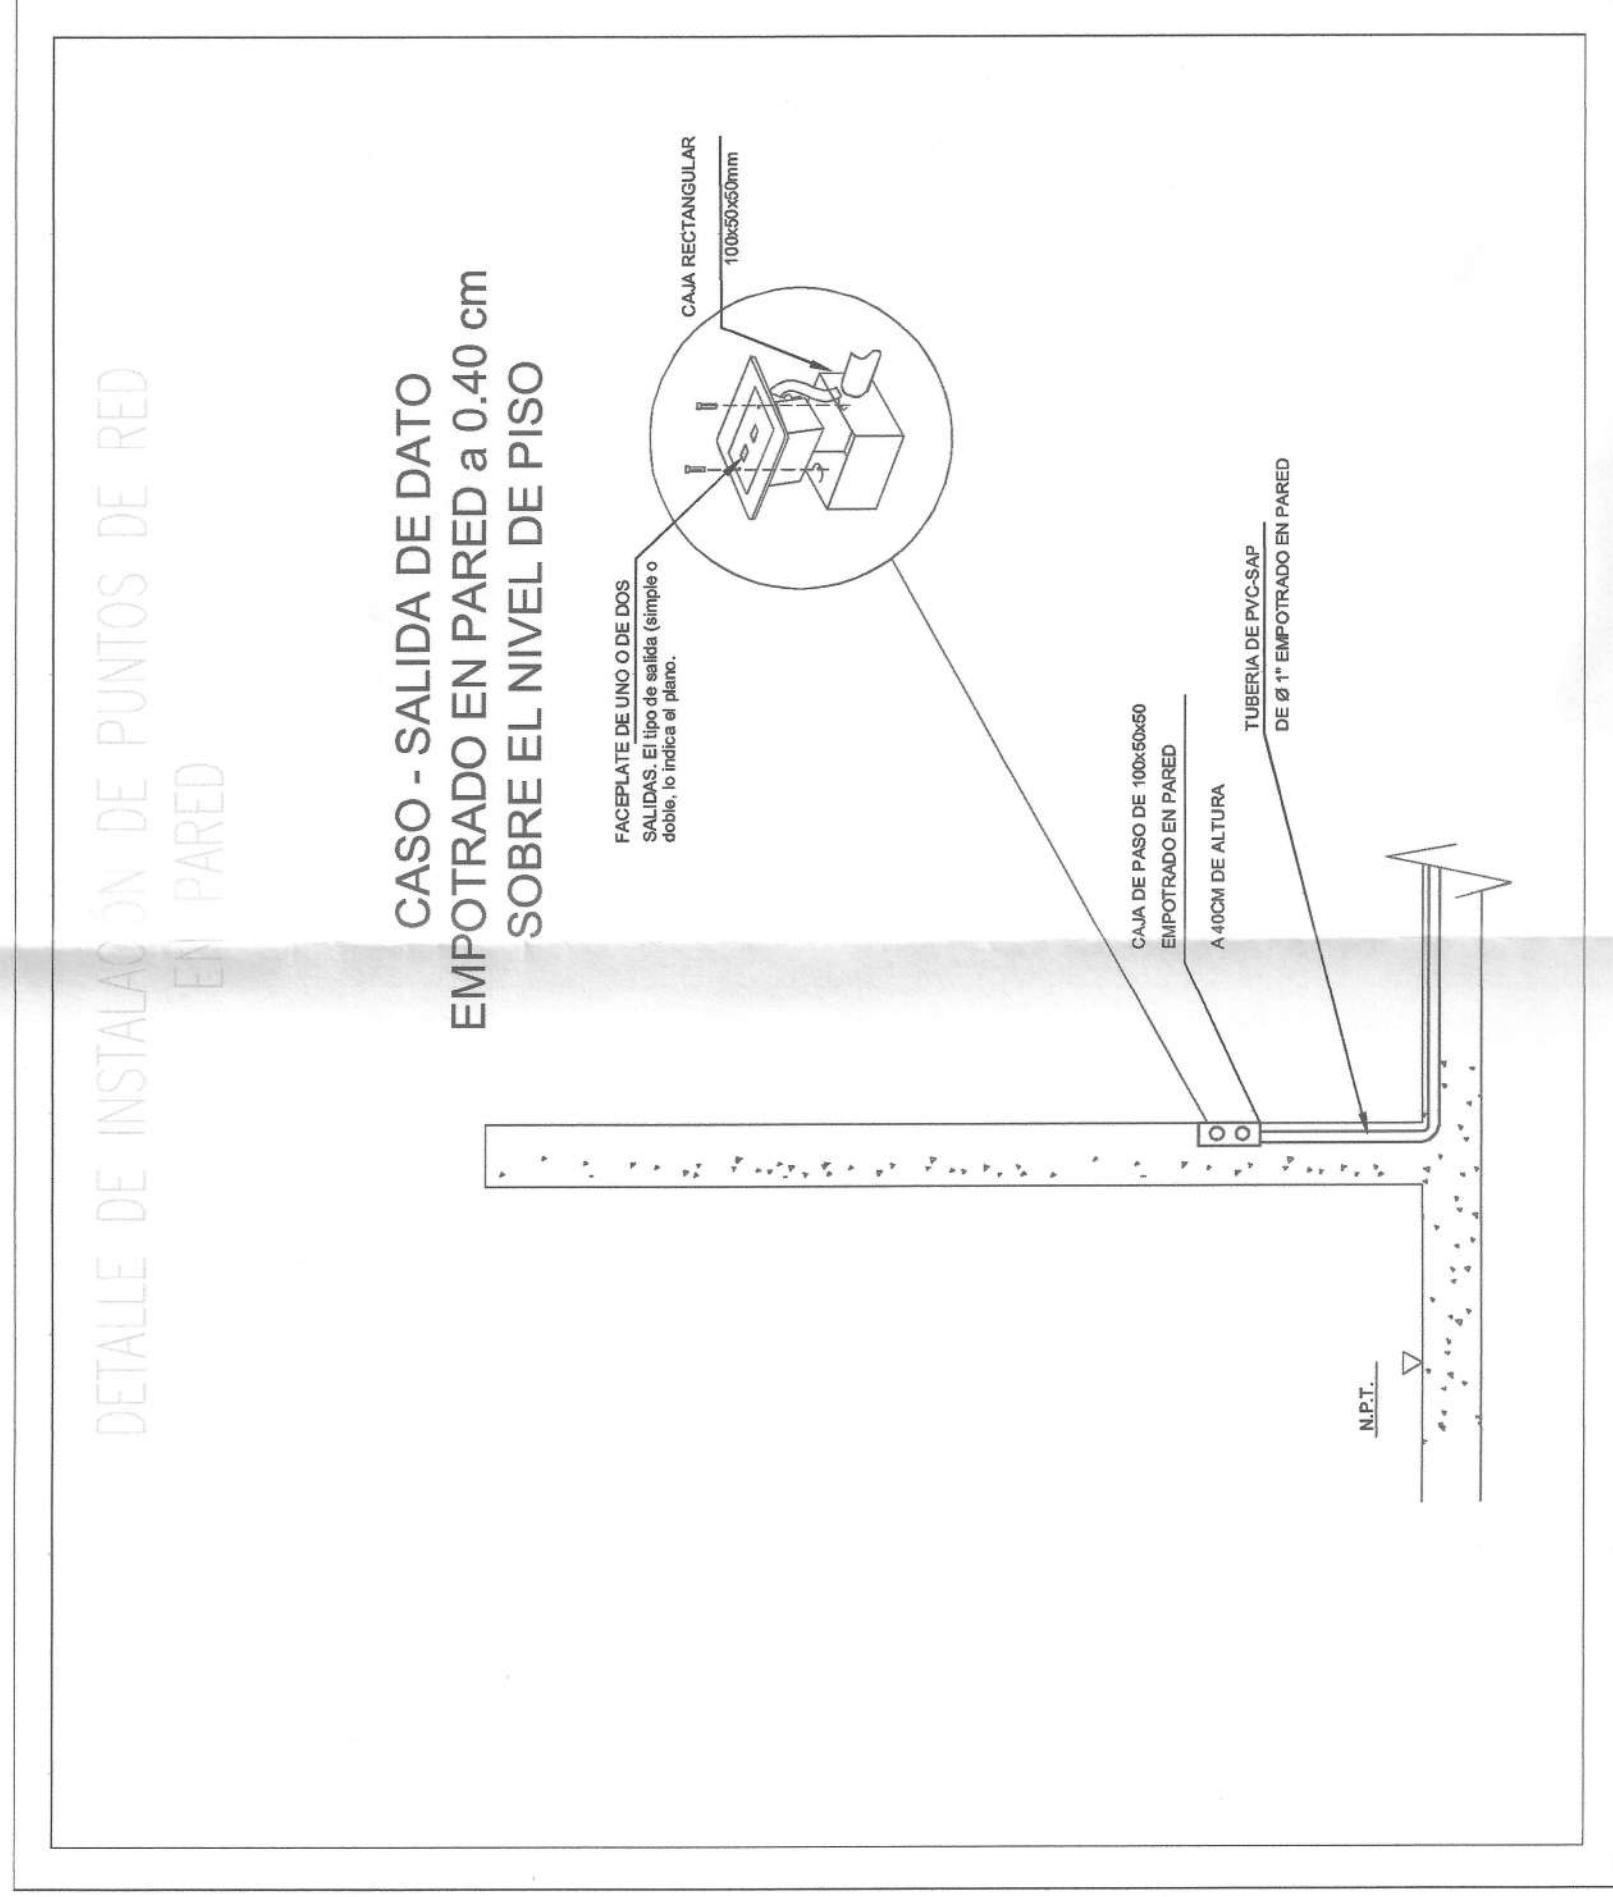 DETALLE DE INSTALACIÓN DE PUNTOS DE RED
EN PARED
CASO - SALIDA DE DATO
EMPOTRADO EN PARED a 0.40 cm
SOBRE EL NIVEL DE PISO
FACEPLATE DE UNO O DE DOS
SALIDAS. El tipo de salida (simple o
doble, lo indica el plano.
CAJA RECTANGULAR
100x50x50mm
CAJA DE PASO DE 100x50x50
EMPOTRADO EN PARED
A 40CM DE ALTURA
TUBERIA DE PVC-SAP
DE Ø 1" EMPOTRADO EN PARED
N.P.T.